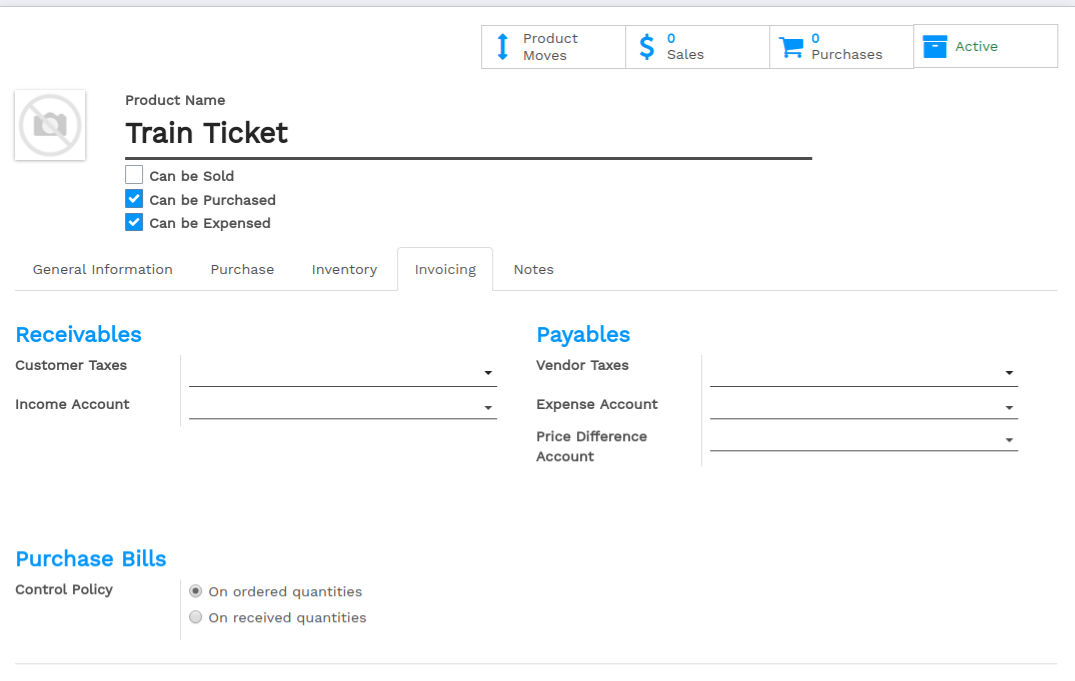 Product
Moves
0
Sales
0
Purchases
Active
Product Name
Train Ticket
Can be Sold
Can be Purchased
Can be Expensed
General Information Purchase Inventory Invoicing Notes
Receivables
Customer Taxes
Income Account
Payables
Vendor Taxes
Expense Account
Price Difference
Account
Purchase Bills
Control Policy
On ordered quantities
On received quantities